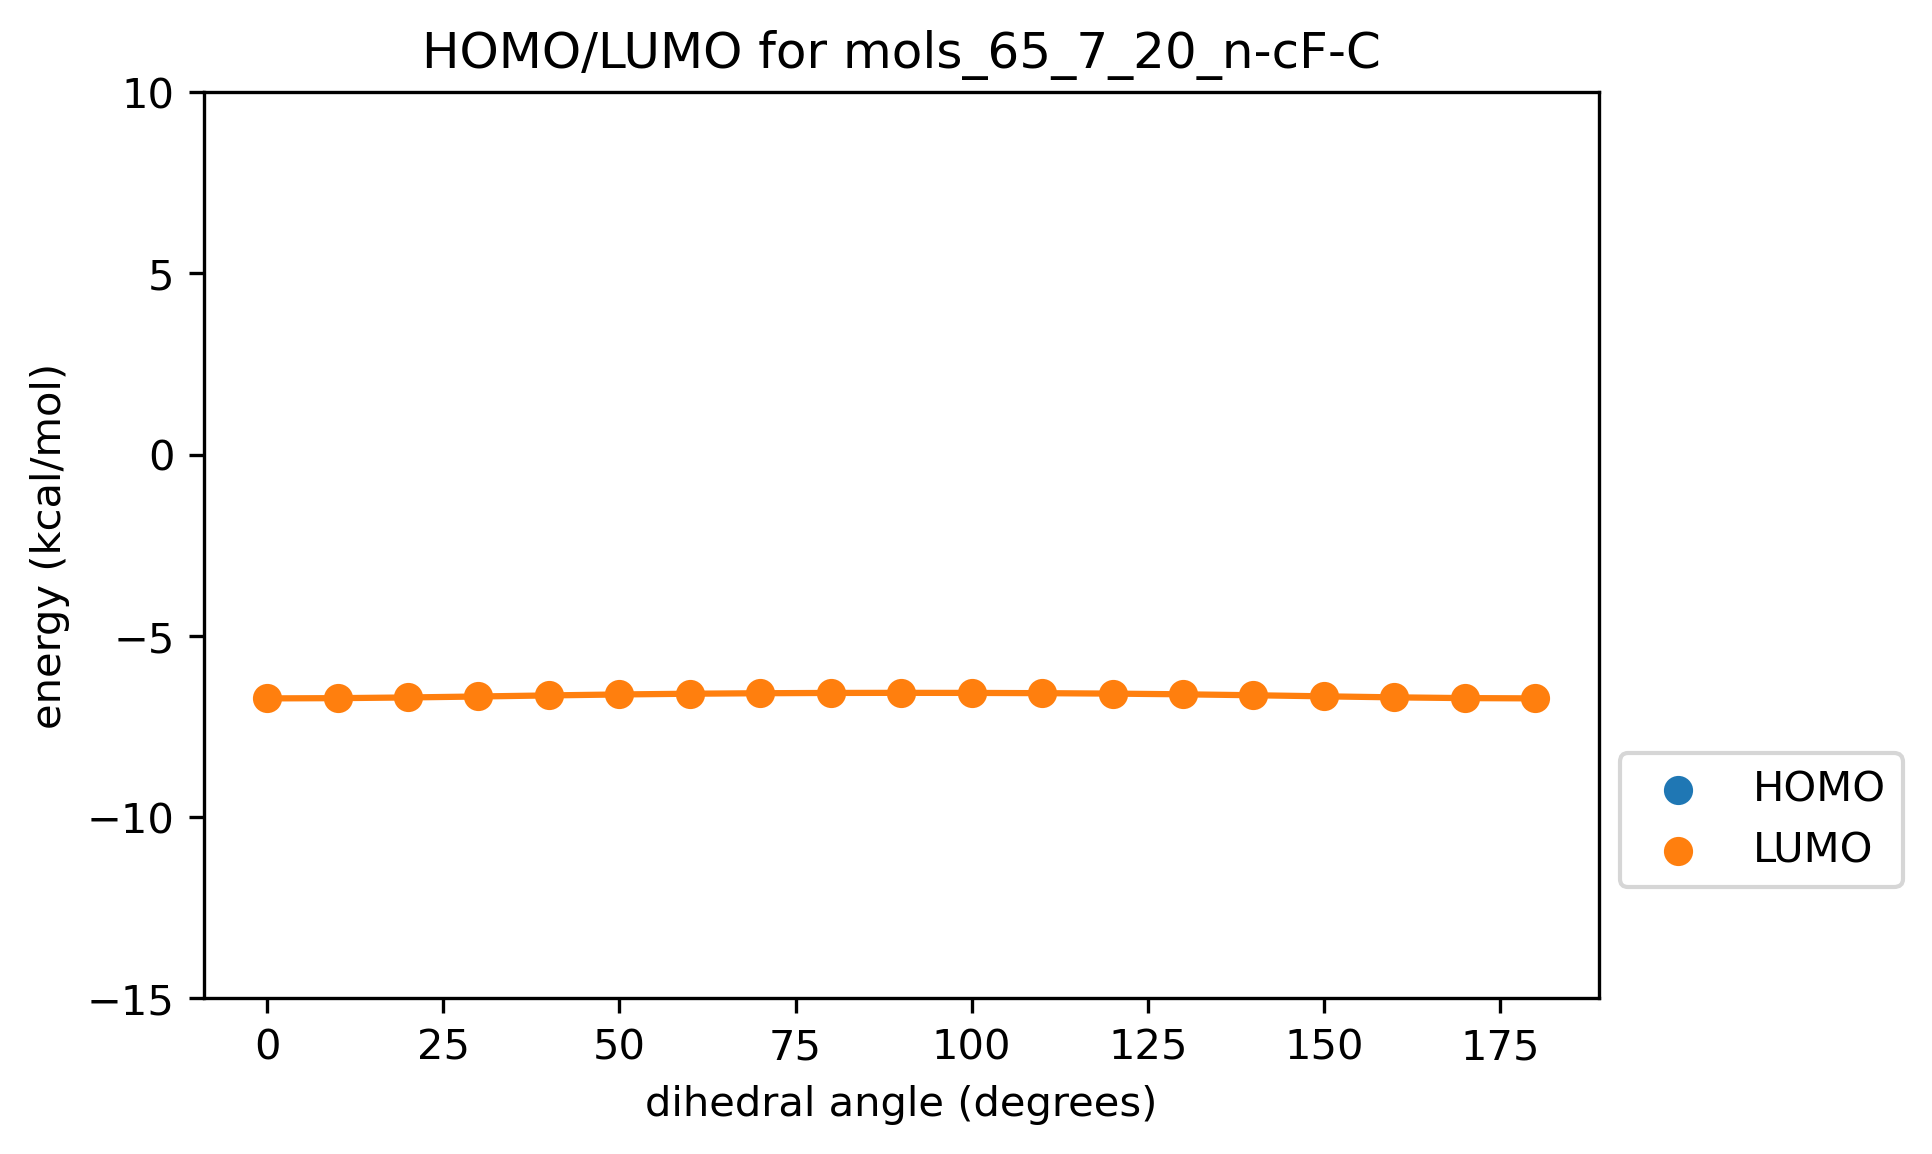 HOMO/LUMO for mols_65_7_20_n-cF-C
10
5
0
−5
−10
−15
energy (kcal/mol)
0 25 50 75 100 125 150 175
dihedral angle (degrees)
HOMO
LUMO